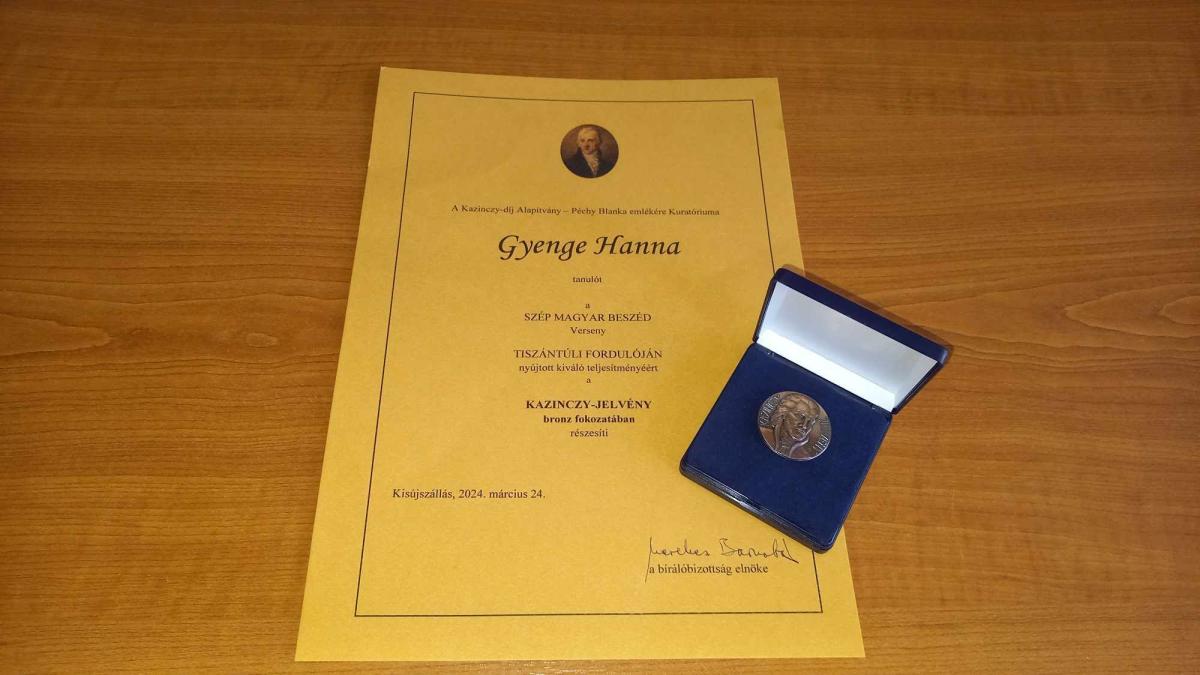 A Kazinczy-díj Alapítvány – Péchy Blanka emlékére Kuratóriuma
Gyenge Hanna
tanulót
a
SZÉP MAGYAR BESZÉD
Verseny
TISZÁNTÚLI FORDULÓJÁN
nyújtott kiváló teljesítményéért
a
KAZINCZY-JELVÉNY
bronz fokozatában
részesíti
Kisújszállás, 2024. március 24.
a bírálóbizottság elnöke